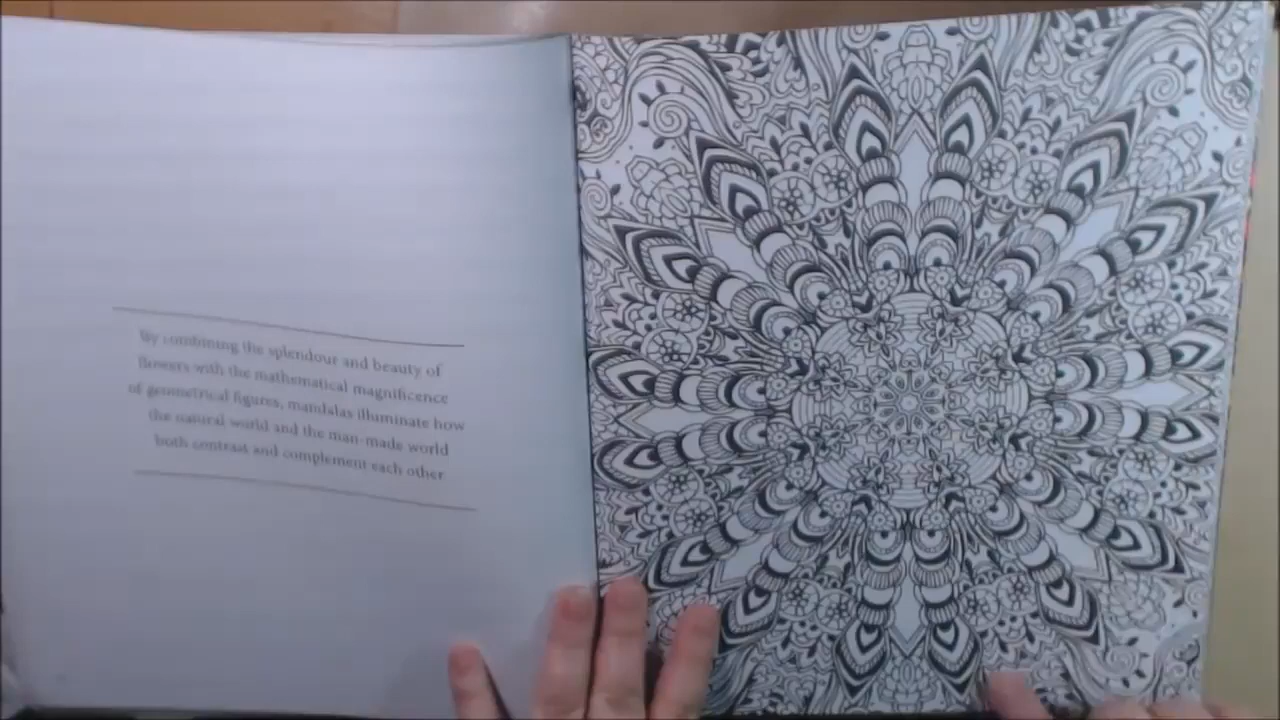 By combining the splendour and beauty of
flowers with the mathematical magnificence
of geometrical figures, mandalas illuminate how
the natural world and the man-made world
both contrast and complement each other